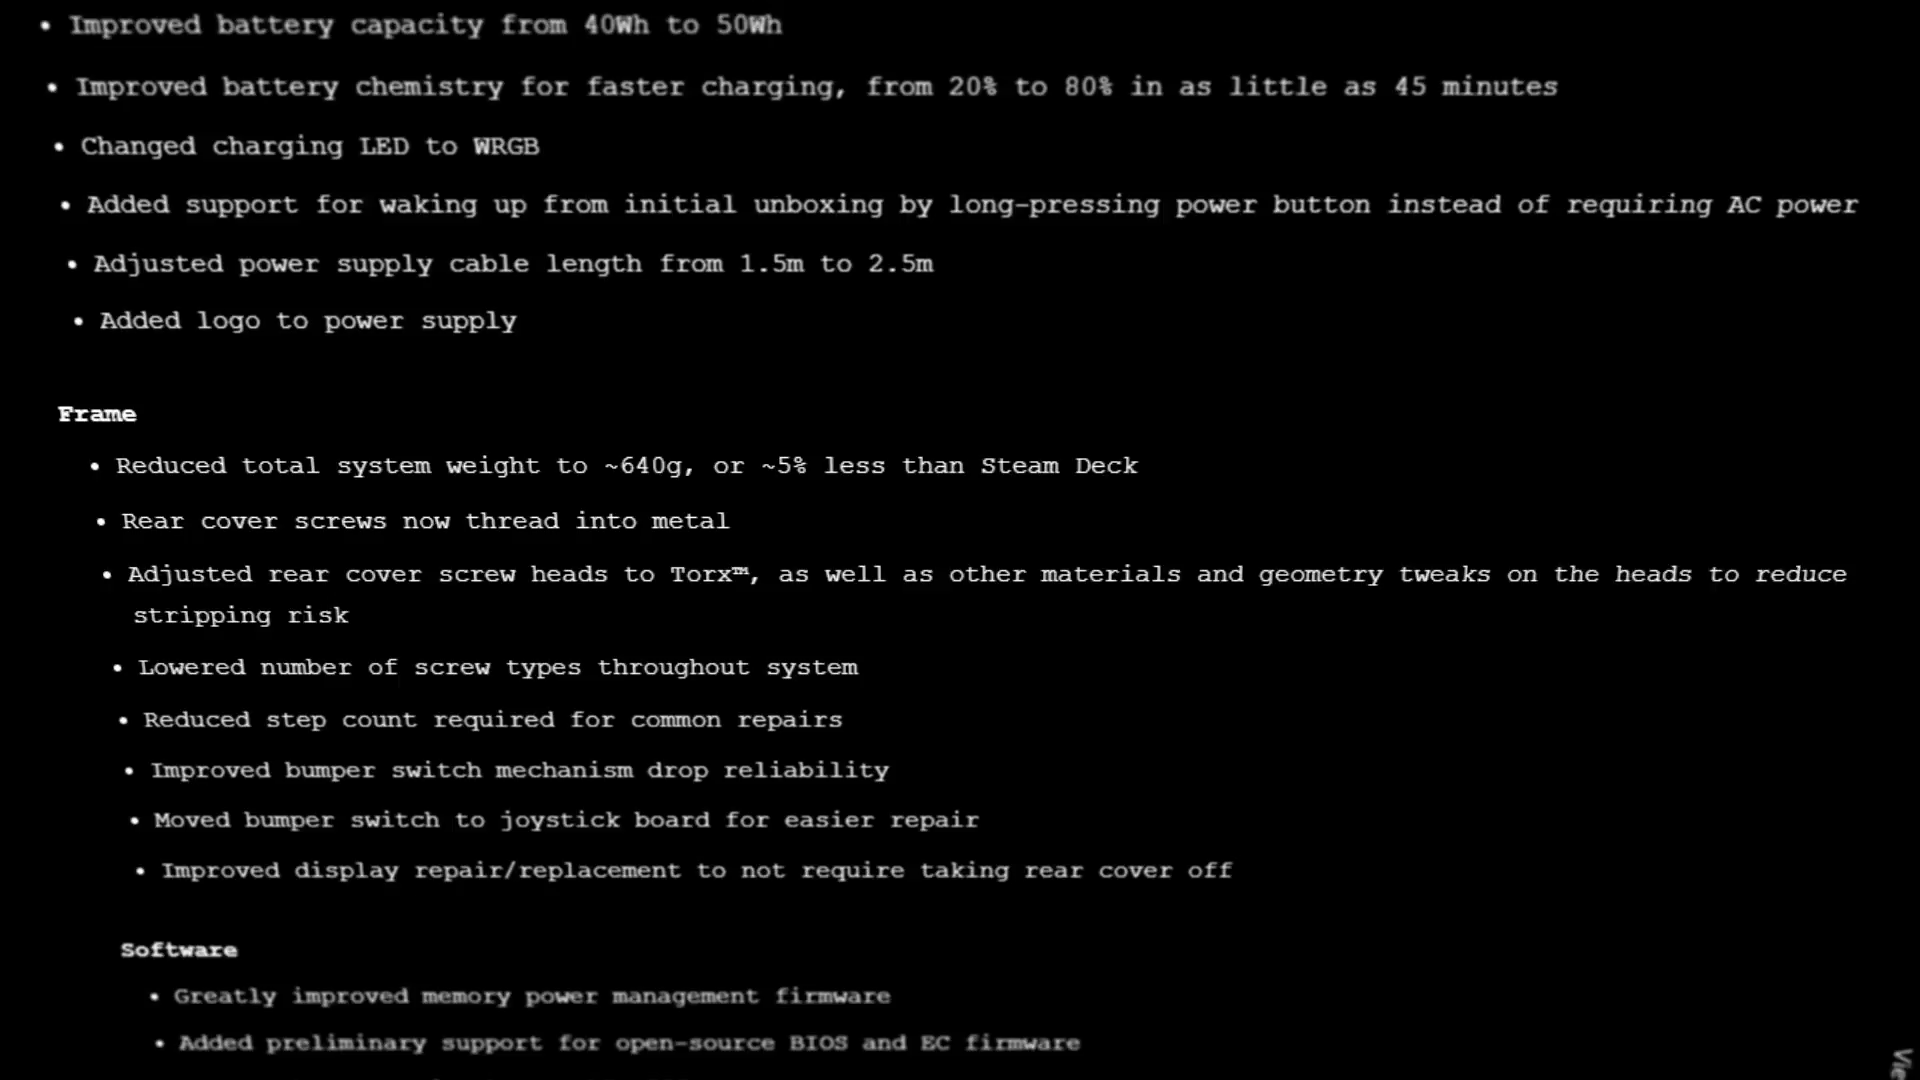 • Improved battery capacity from 40Wh to 50Wh
• Improved battery chemistry for faster charging, from 20% to 80% in as little as 45 minutes
• Changed charging LED to WRGB
• Added support for waking up from initial unboxing by long-pressing power button instead of requiring AC power
• Adjusted power supply cable length from 1.5m to 2.5m
• Added logo to power supply
Frame
• Reduced total system weight to ~640g, or ~5% less than Steam Deck
• Rear cover screws now thread into metal
• Adjusted rear cover screw heads to Torx™, as well as other materials and geometry tweaks on the heads to reduce
stripping risk
• Lowered number of screw types throughout system
• Reduced step count required for common repairs
• Improved bumper switch mechanism drop reliability
• Moved bumper switch to joystick board for easier repair
• Improved display repair/replacement to not require taking rear cover off
Software
• Greatly improved memory power management firmware
• Added preliminary support for open-source BIOS and EC firmware